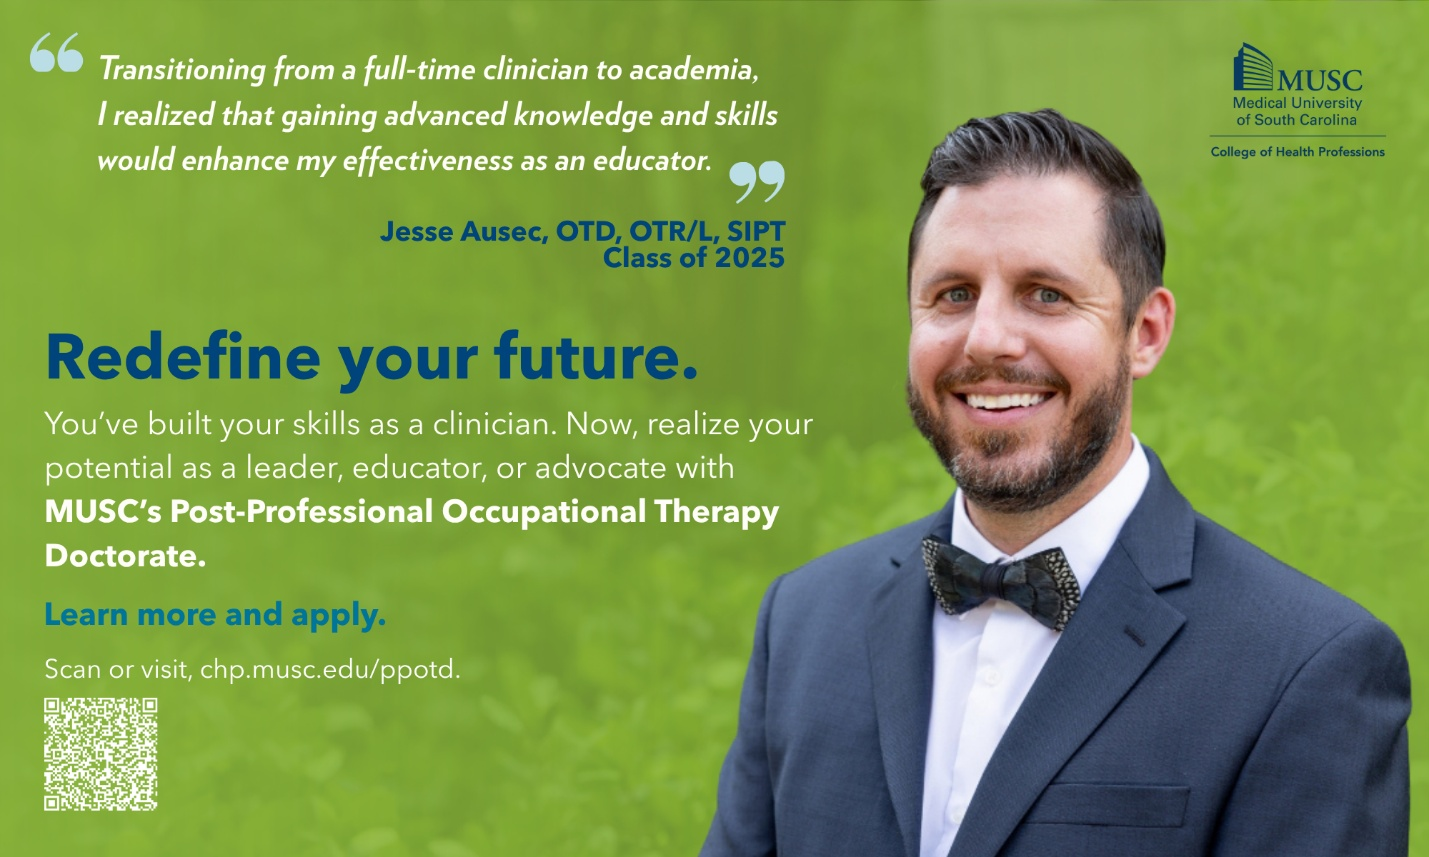 “ Transitioning from a full-time clinician to academia,
I realized that gaining advanced knowledge and skills
would enhance my effectiveness as an educator. ”
Jesse Ausec, OTD, OTR/L, SIPT
Class of 2025
MUSC
Medical University
of South Carolina
College of Health Professions
Redefine your future.
You’ve built your skills as a clinician. Now, realize your
potential as a leader, educator, or advocate with
MUSC’s Post-Professional Occupational Therapy
Doctorate.
Learn more and apply.
Scan or visit, chp.musc.edu/ppotd.